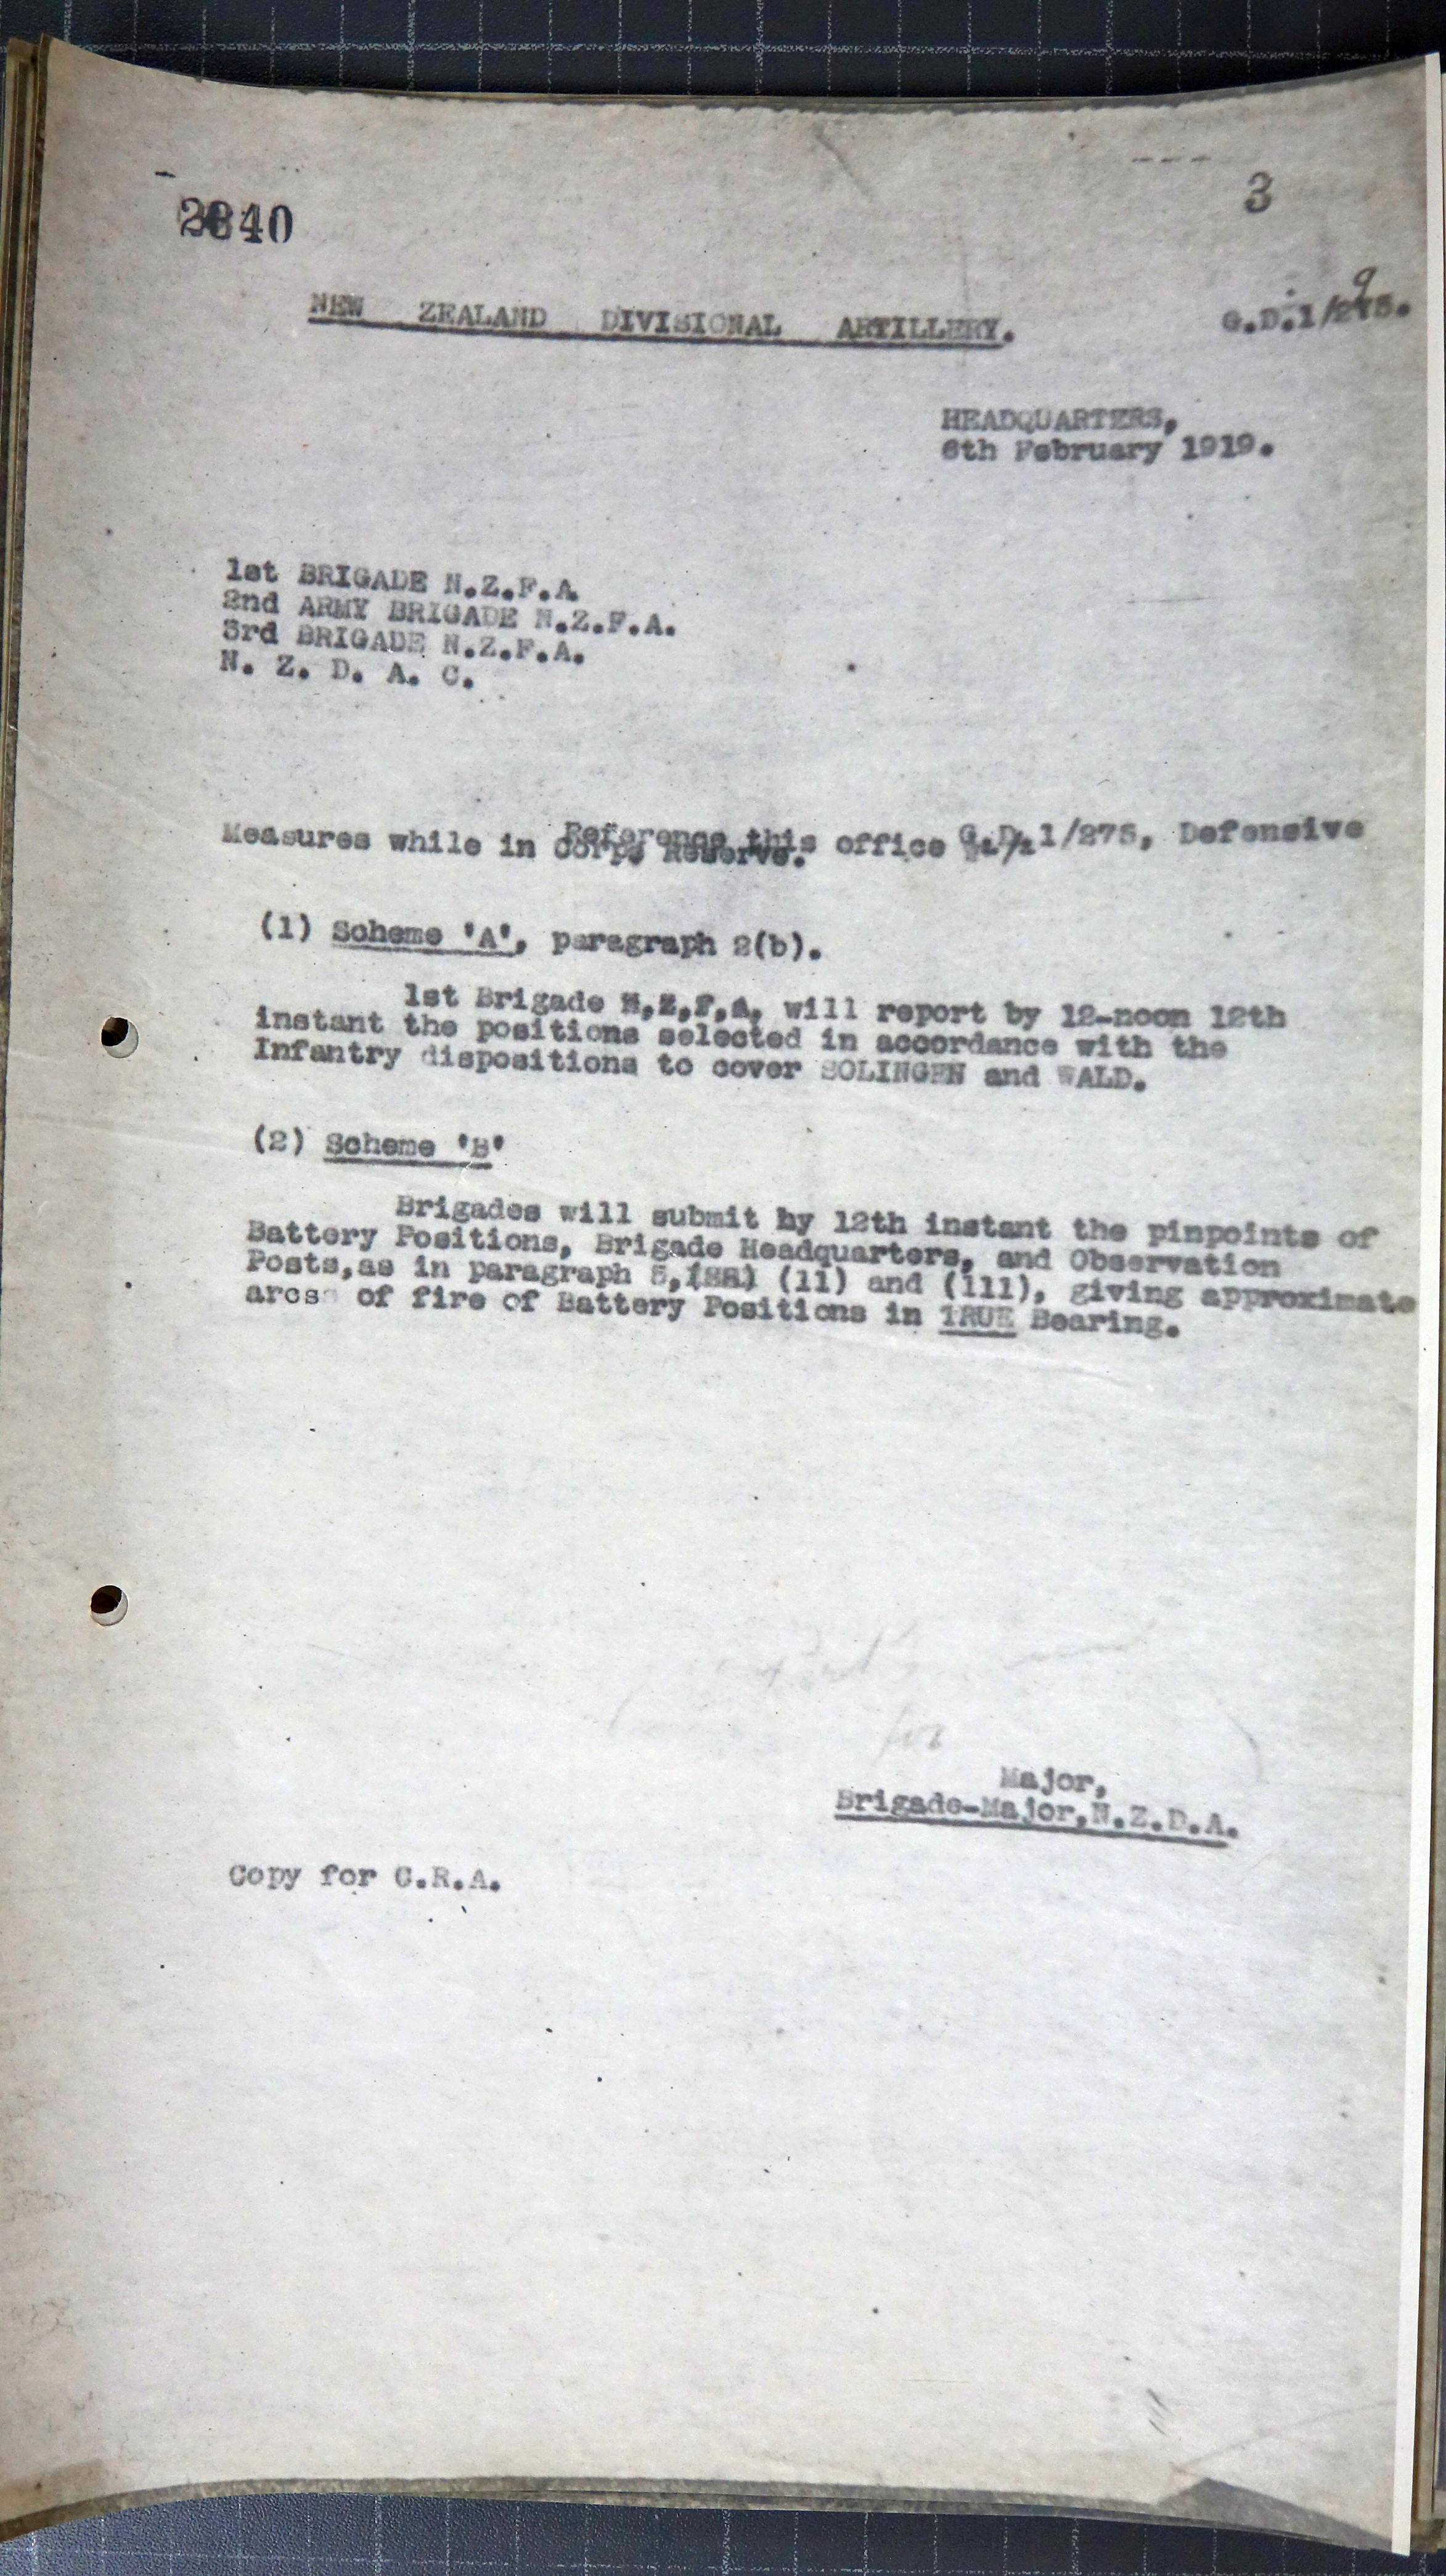 2840
3
NEW ZEALAND DIVISIONAL ARTILLERY.
G.D.1/275.
9
HEADQUARTERS,
6th February 1919.
1st BRIGADE N.Z.F.A.
2nd ARMY BRIGADE N.Z.F.A.
3rd BRIGADE N.Z.F.A.
N. Z. D. A. C.
Reference this office G.D. 1/275, Defensive
Measures while in Corps Reserve.
(1) Scheme 'A', paragraph 2(b).
1st Brigade N.Z.F.A. will report by 12-noon 12th
instant the positions selected in accordance with the
Infantry dispositions to cover SOLINGEN and WALD.
(2) Scheme 'B'
Brigades will submit by 12th instant the pinpoints of
Battery Positions, Brigade Headquarters, and Observation
Posts,as in paragraph 5, (11) and (111), giving approximate
arcs of fire of Battery Positions in TRUE Bearing.
for
Major,
Brigade-Major,N.Z.D.A.
Copy for C.R.A.